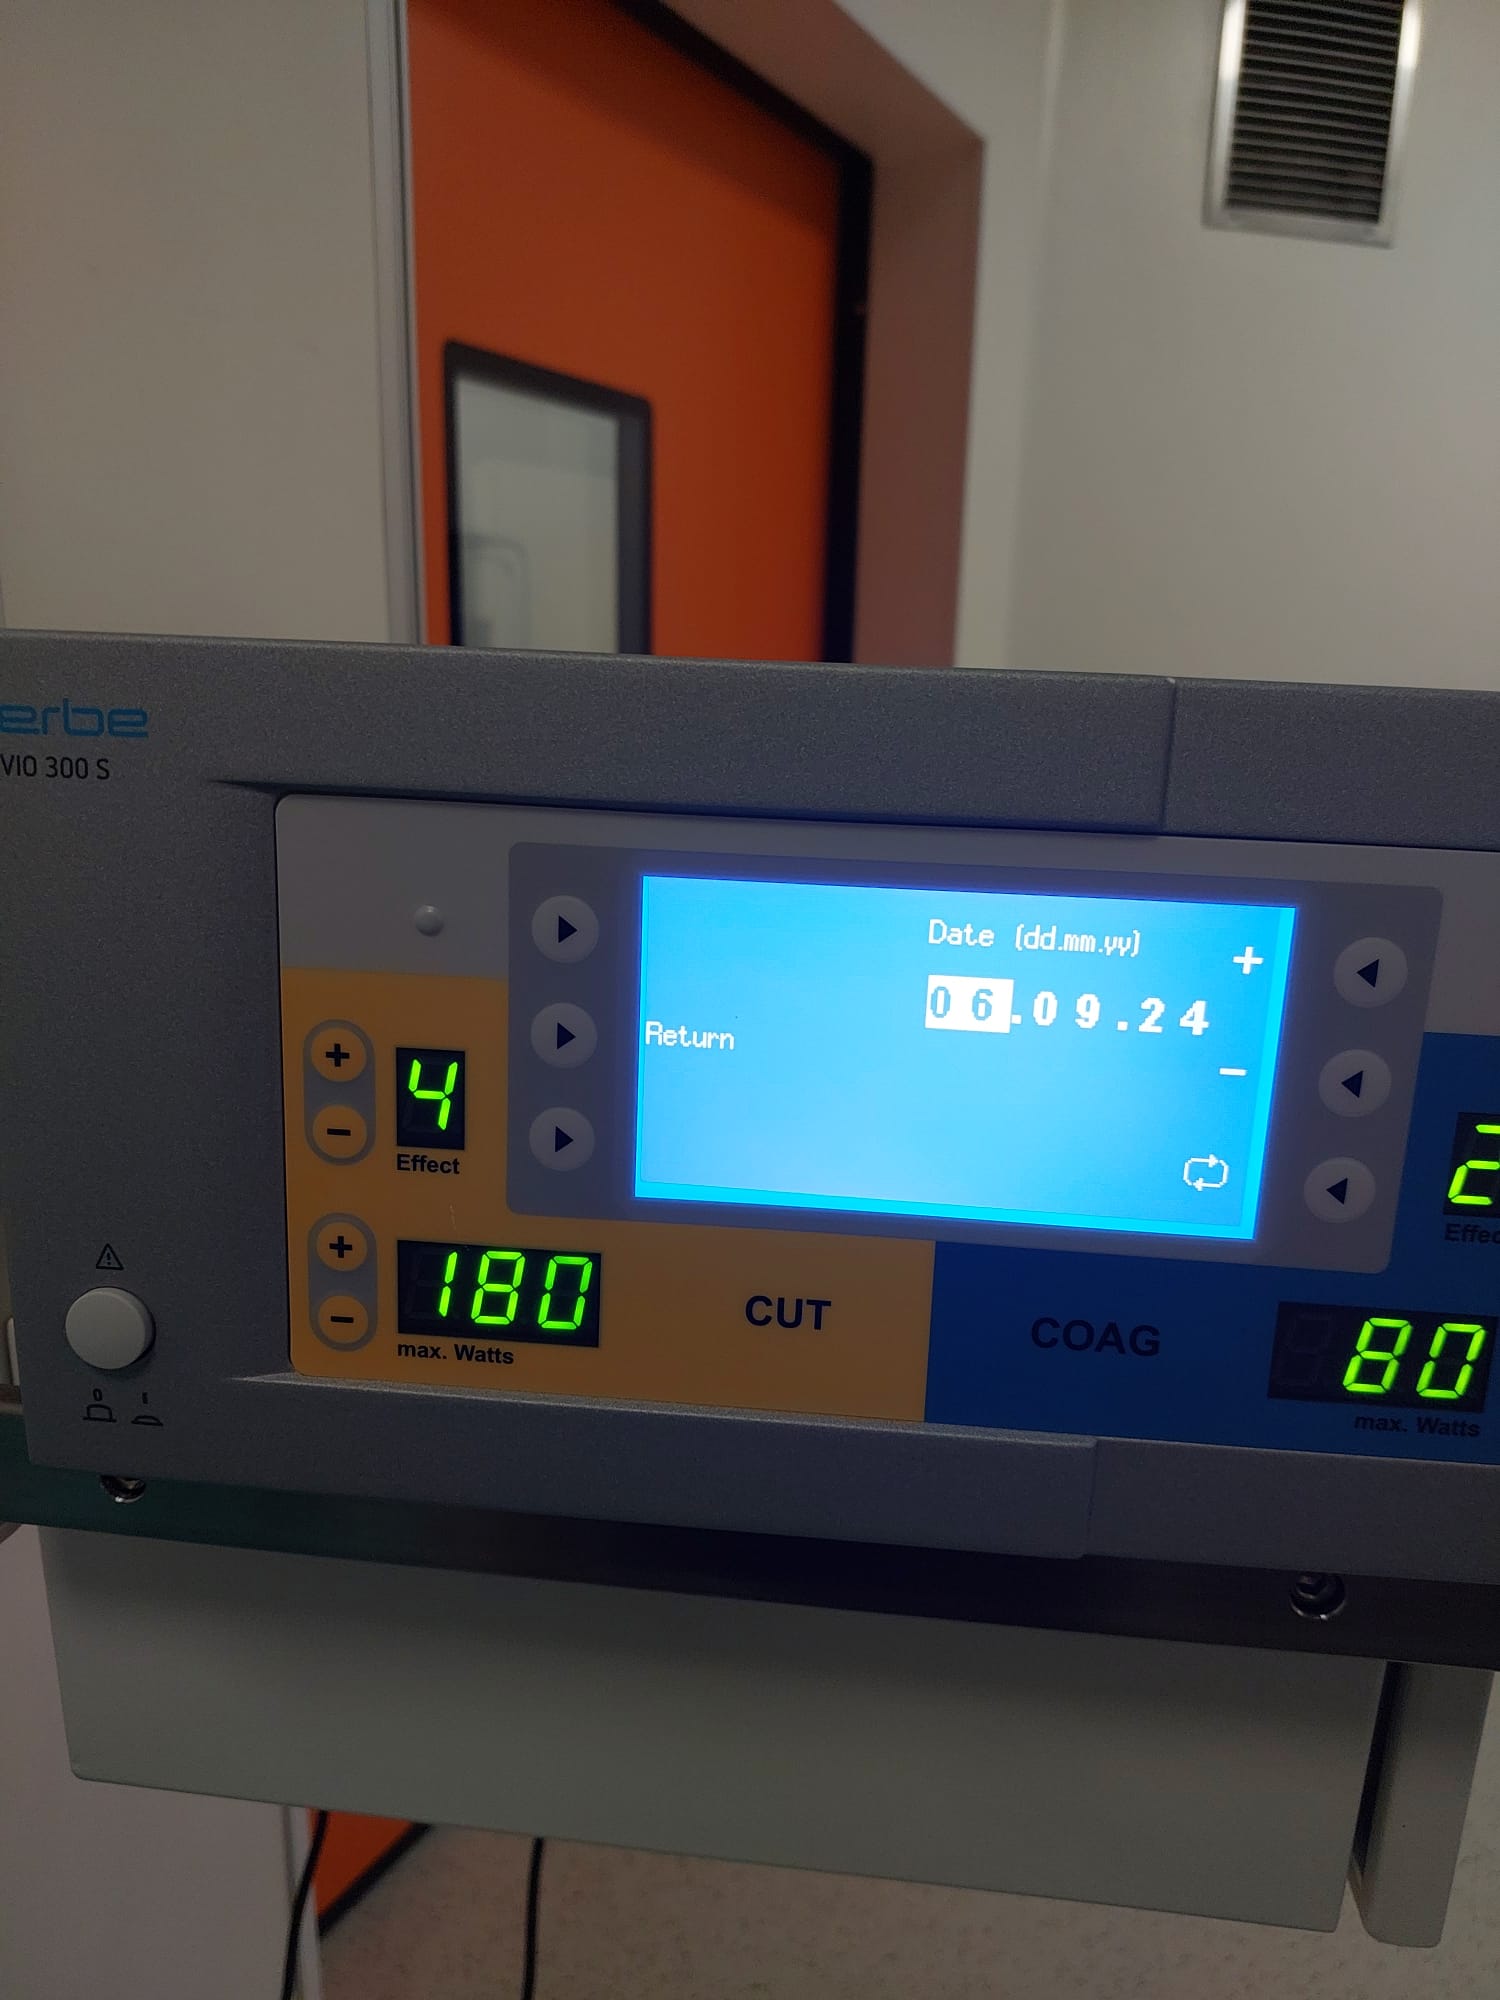 erbe
VIO 300 S
Date (dd.mm.yy)
+
06.09.24
Return
−
+
4
−
Effect
2
+
180
−
max. Watts
CUT
COAG
80
max. Watts